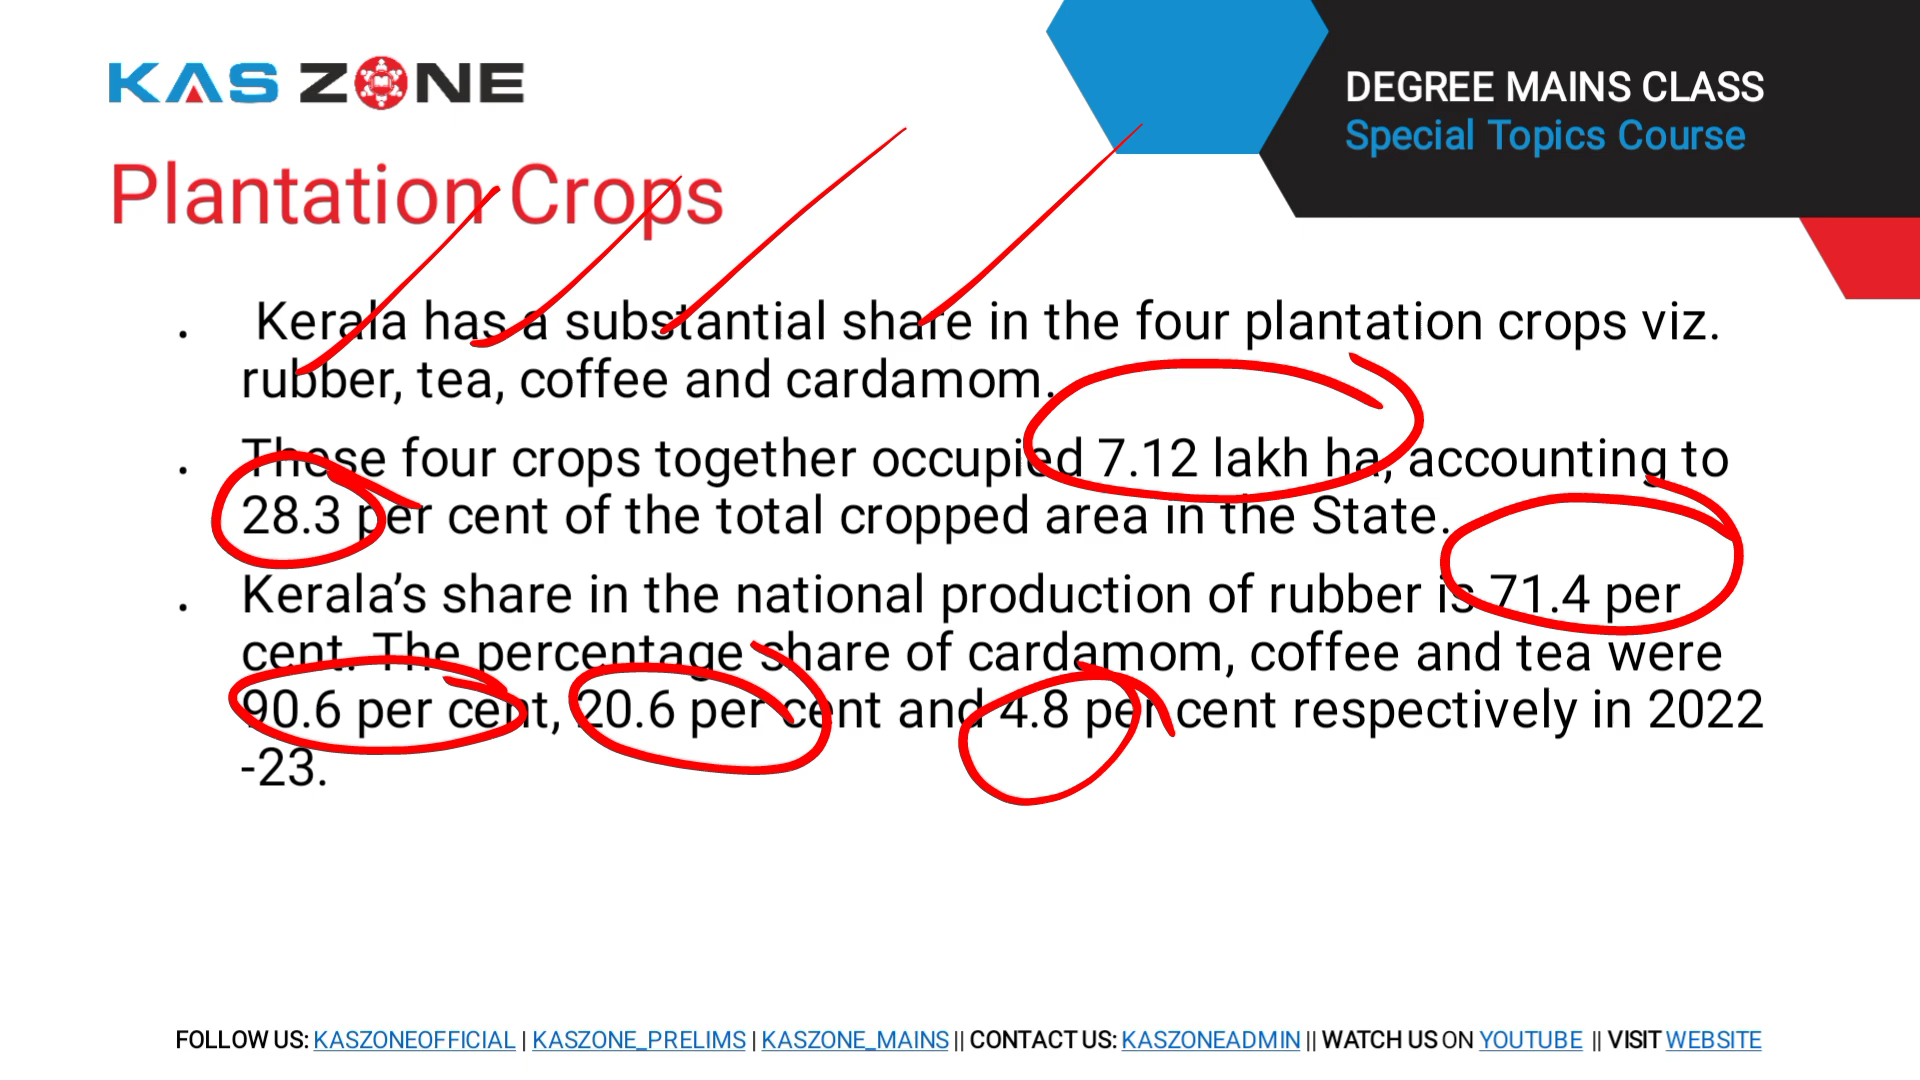 KAS ZONE
DEGREE MAINS CLASS
Special Topics Course
Plantation Crops
. Kerala has a substantial share in the four plantation crops viz.
rubber, tea, coffee and cardamom.
. These four crops together occupied 7.12 lakh ha, accounting to
28.3 per cent of the total cropped area in the State.
. Kerala’s share in the national production of rubber is 71.4 per
cent. The percentage share of cardamom, coffee and tea were
90.6 per cent, 20.6 per cent and 4.8 per cent respectively in 2022
-23.
FOLLOW US: KASZONEOFFICIAL | KASZONE_PRELIMS | KASZONE_MAINS || CONTACT US: KASZONEADMIN || WATCH US ON YOUTUBE || VISIT WEBSITE